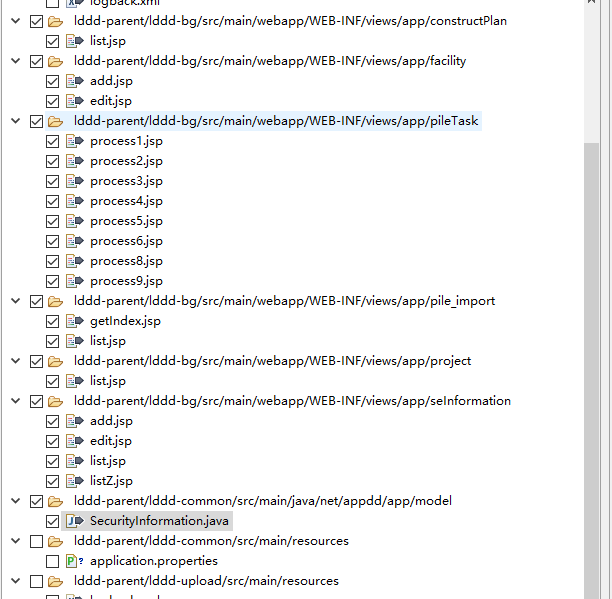 logback.xml
lddd-parent/lddd-bg/src/main/webapp/WEB-INF/views/app/constructPlan
list.jsp
lddd-parent/lddd-bg/src/main/webapp/WEB-INF/views/app/facility
add.jsp
edit.jsp
lddd-parent/lddd-bg/src/main/webapp/WEB-INF/views/app/pileTask
process1.jsp
process2.jsp
process3.jsp
process4.jsp
process5.jsp
process6.jsp
process8.jsp
process9.jsp
lddd-parent/lddd-bg/src/main/webapp/WEB-INF/views/app/pile_import
getIndex.jsp
list.jsp
lddd-parent/lddd-bg/src/main/webapp/WEB-INF/views/app/project
list.jsp
lddd-parent/lddd-bg/src/main/webapp/WEB-INF/views/app/seInformation
add.jsp
edit.jsp
list.jsp
listZ.jsp
lddd-parent/lddd-common/src/main/java/net/appdd/app/model
SecurityInformation.java
lddd-parent/lddd-common/src/main/resources
application.properties
lddd-parent/lddd-upload/src/main/resources